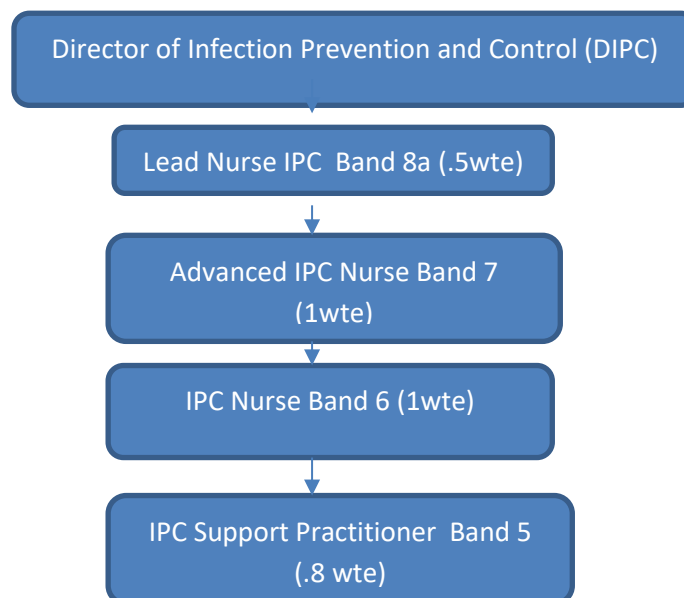 Director of Infection Prevention and Control (DIPC)
Lead Nurse IPC  Band 8a (.5wte)
Advanced IPC Nurse Band 7
(1wte)
IPC Nurse Band 6 (1wte)
IPC Support Practitioner  Band 5
(.8 wte)